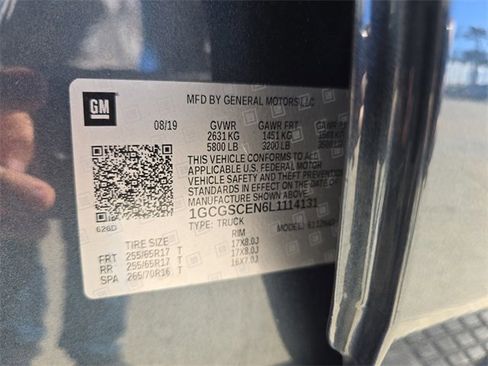 GM
MFD BY GENERAL MOTORS LLC
08/19 GVWR GAWR FRT GAWR
2631 KG 1451 KG
5800 LB 3200 LB
THIS VEHICLE CONFORMS TO ALL
APPLICABLE U.S. FEDERAL MOTOR
VEHICLE SAFETY AND THEFT PREVENTION
STANDARDS IN EFFECT ON THE DATE OF
MANUFACTURE SHOWN ABOVE.
1GCGSCEN6L1114131
TYPE: TRUCK
626D
TIRE SIZE RIM
FRT 255/65R17 T 17X8.0J
RR 255/65R17 T 17X8.0J
SPA 265/70R16 T 16X7.0J